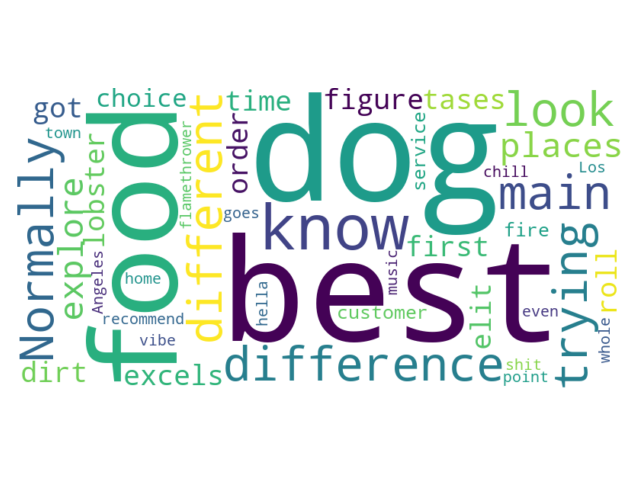 got
town
choice
time
figure
tases
look
places
Normally
explore
lobster
Angeles
food
flamethrower
different
order
goes
dog
service
chill
Los
main
know
first
fire
home
recommend
vibe
hella
best
music
customer
elit
even
trying
roll
whole
dirt
excels
difference
shit
point